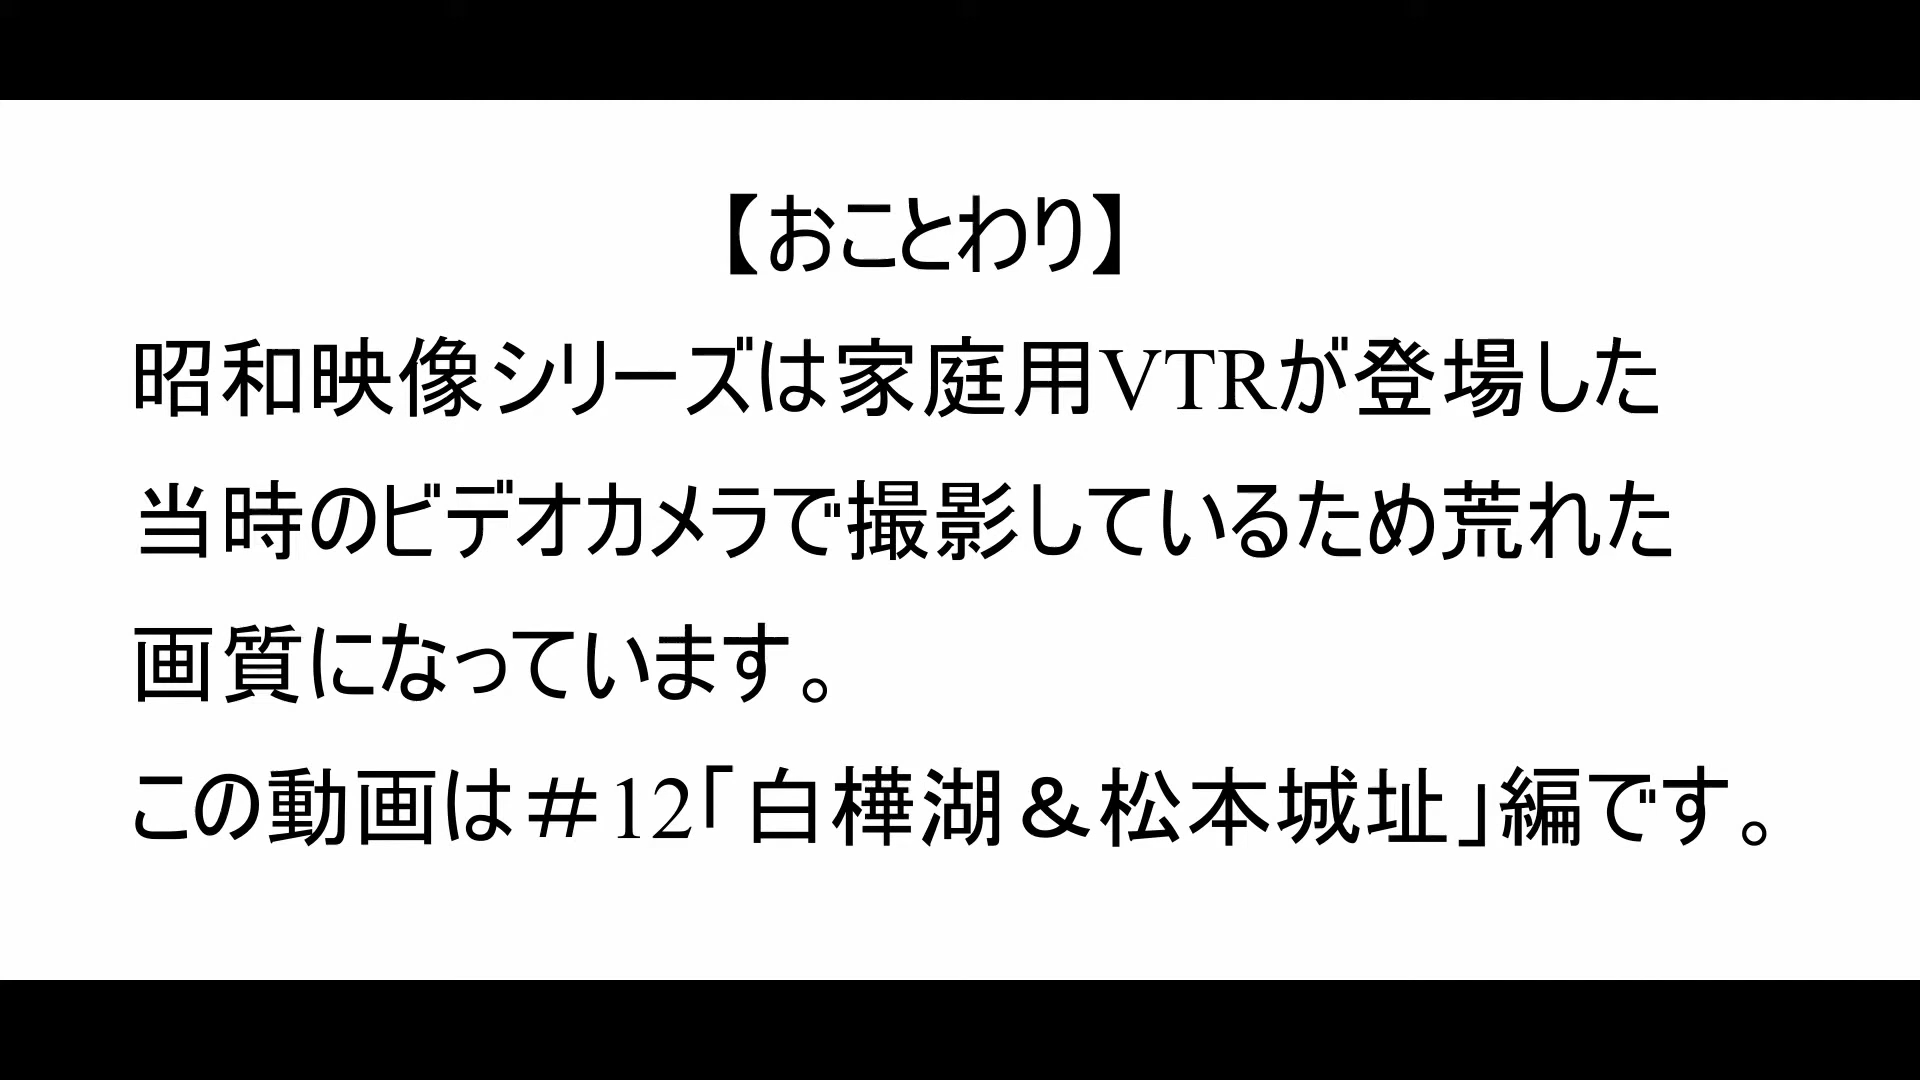 【おことわり】
昭和映像シリーズは家庭用VTRが登場した
当時のビデオカメラで撮影しているため荒れた
画質になっています。
この動画は＃12「白樺湖＆松本城址」編です。